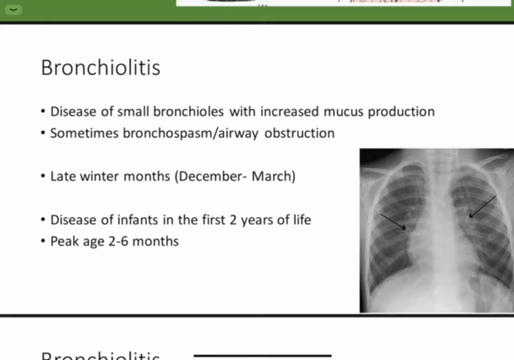 Bronchiolitis
• Disease of small bronchioles with increased mucus production
• Sometimes bronchospasm/airway obstruction
• Late winter months (December- March)
• Disease of infants in the first 2 years of life
• Peak age 2-6 months
Bronchiolitis